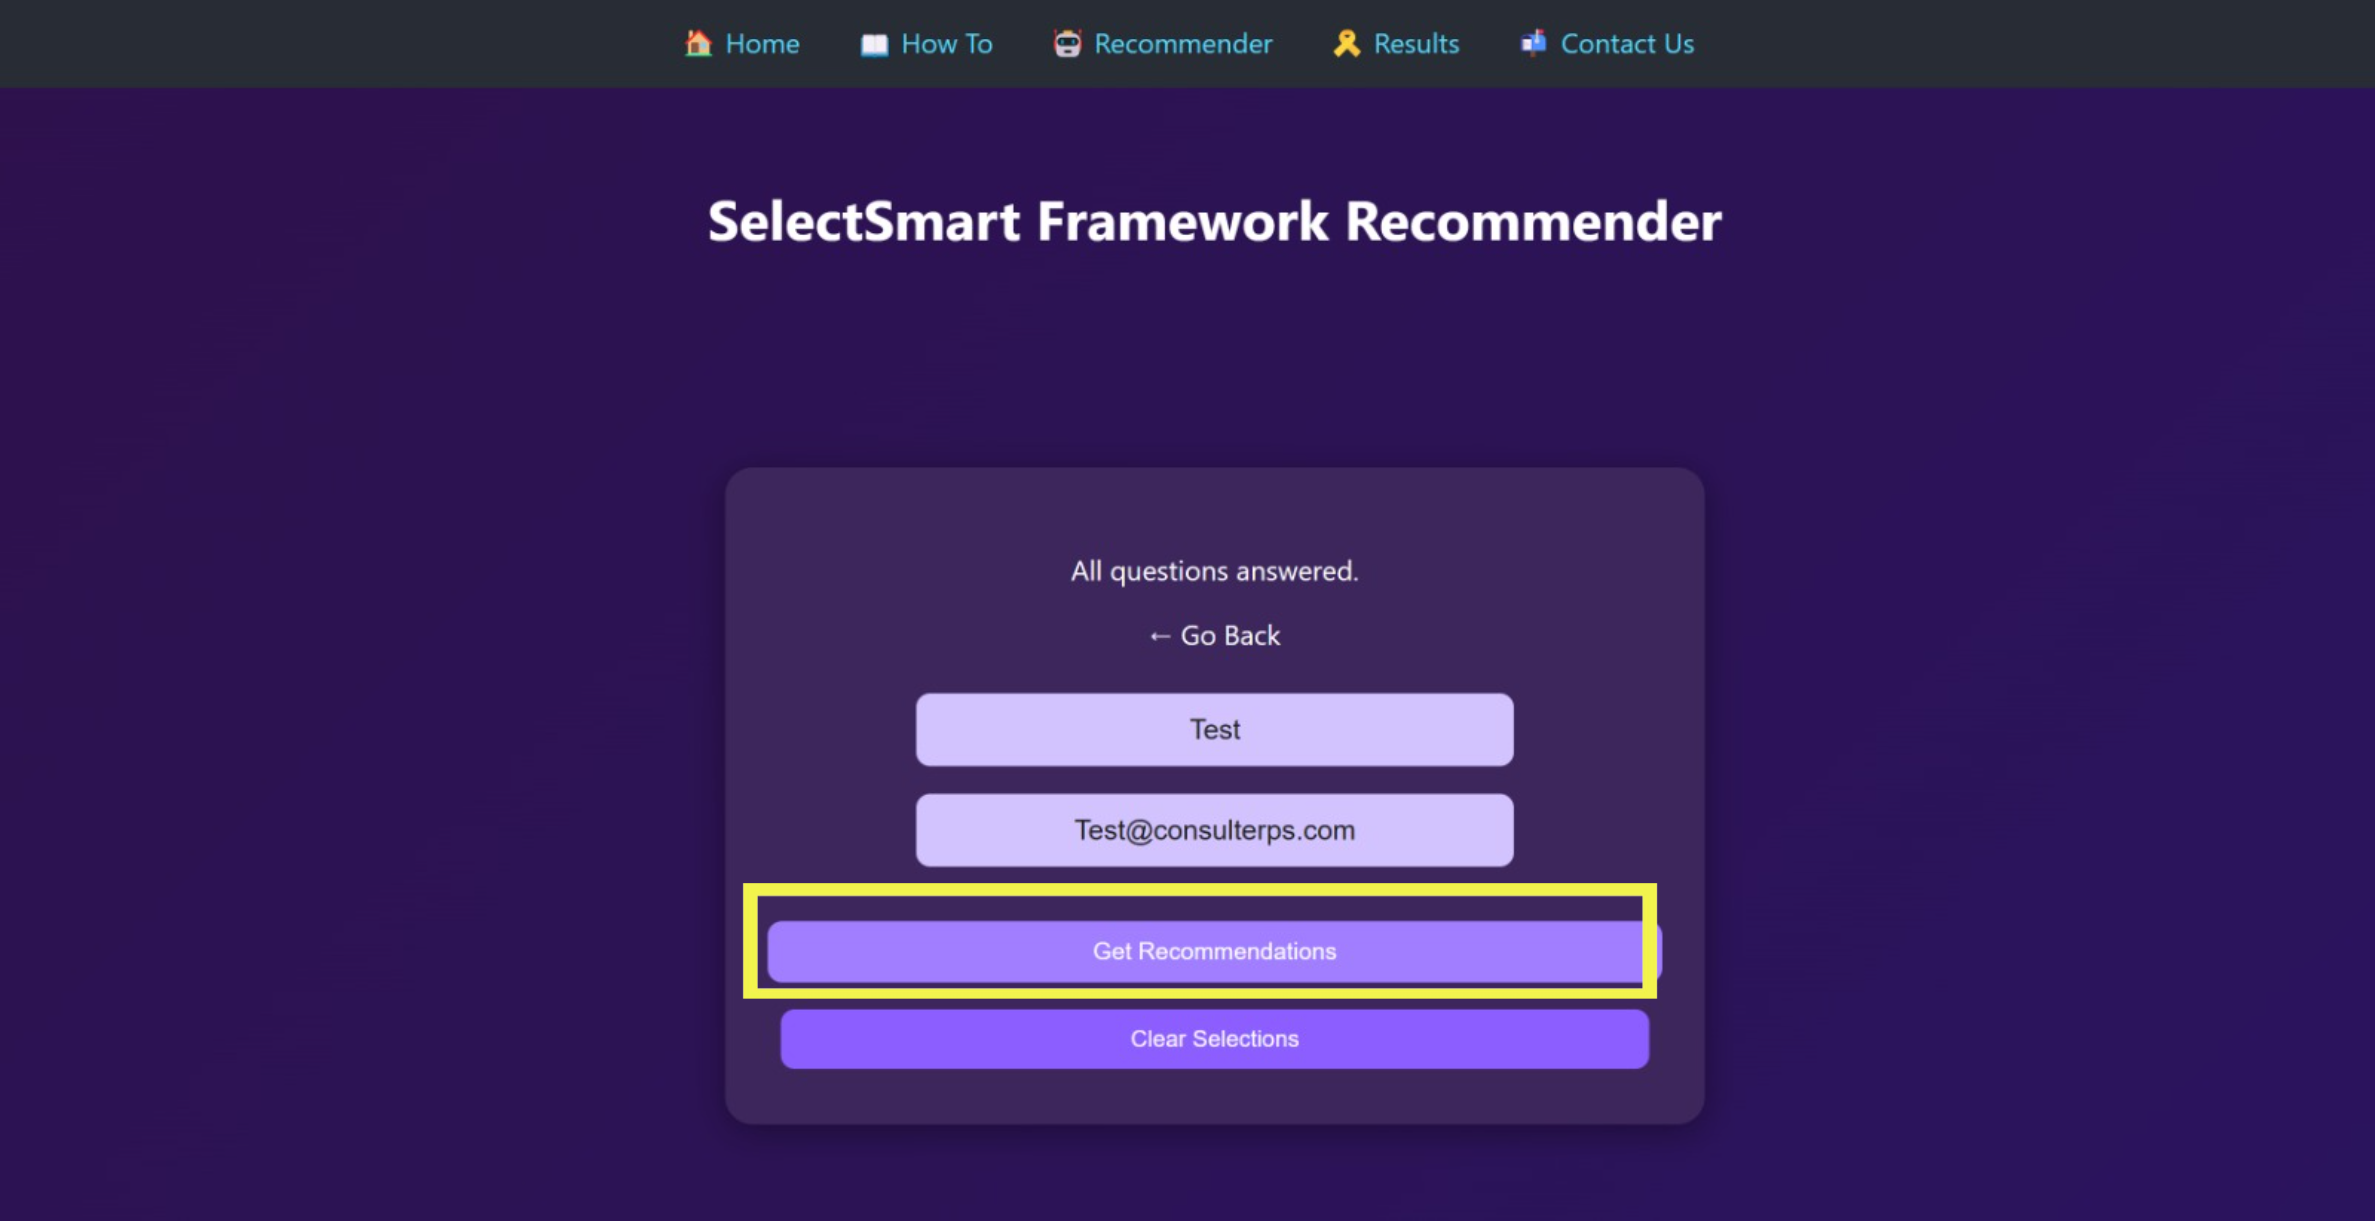 Home How To Recommender Results Contact Us
SelectSmart Framework Recommender
All questions answered.
← Go Back
Test
Test@consulterps.com
Get Recommendations
Clear Selections